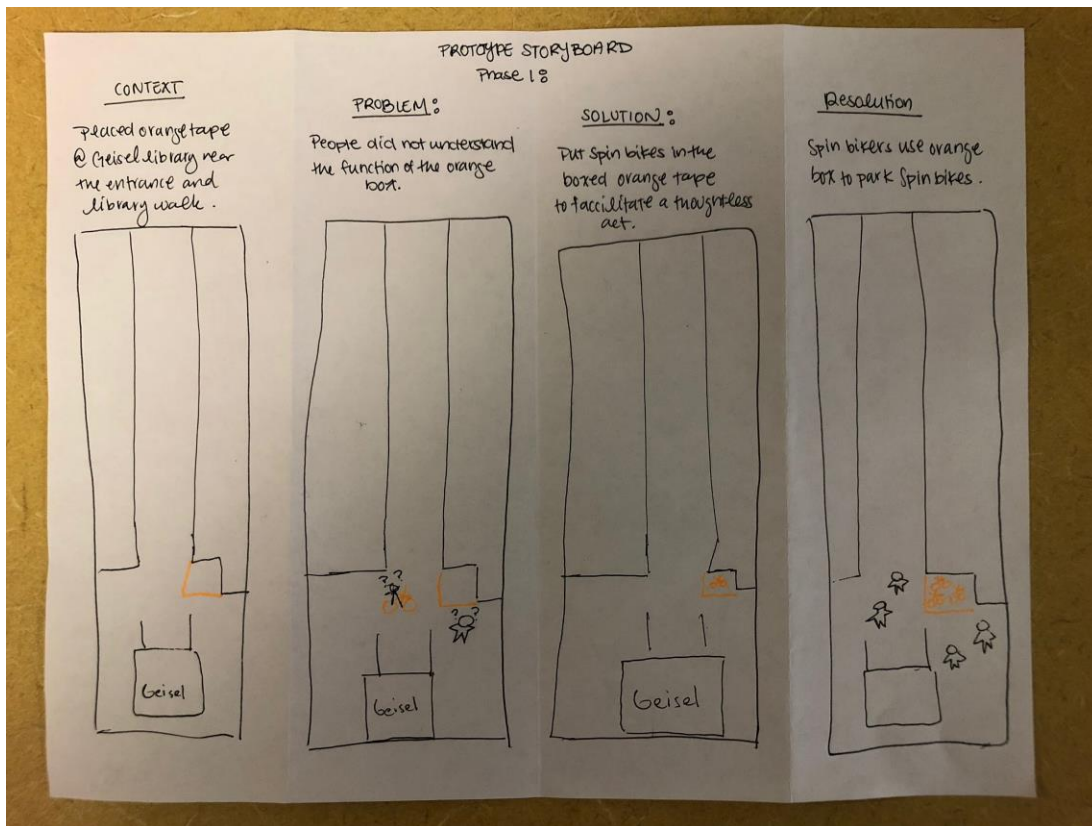 PROTOYPE STORYBOARD
Phase 1:
CONTEXT
Placed orange tape
@ Geisel library near
the entrance and
library walk.
PROBLEM:
People did not understand
the function of the orange
box.
SOLUTION:
Put Spin bikes in the
boxed orange tape
to faccilitate a thoughtless
act.
Resolution
Spin bikers use orange
box to park Spin bikes.
? ?
? ?
Geisel
Geisel
Geisel